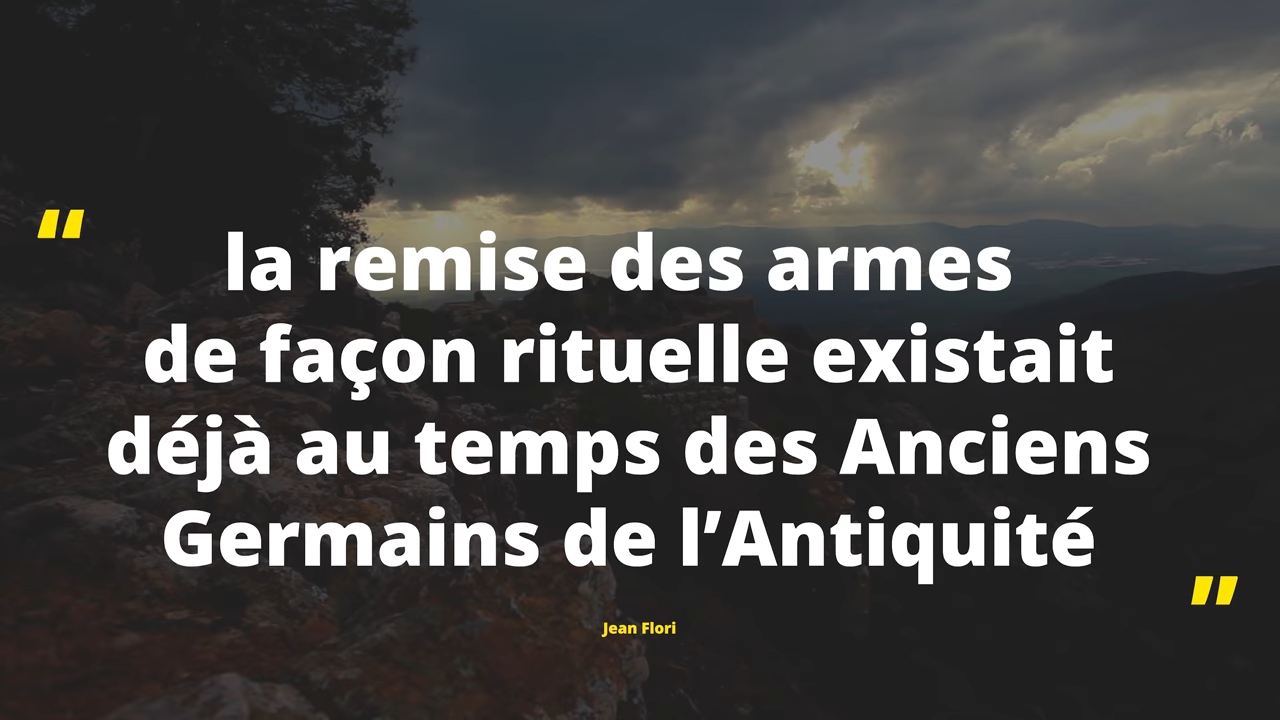 "
la remise des armes
de façon rituelle existait
déjà au temps des Anciens
Germains de l’Antiquité
"
Jean Flori